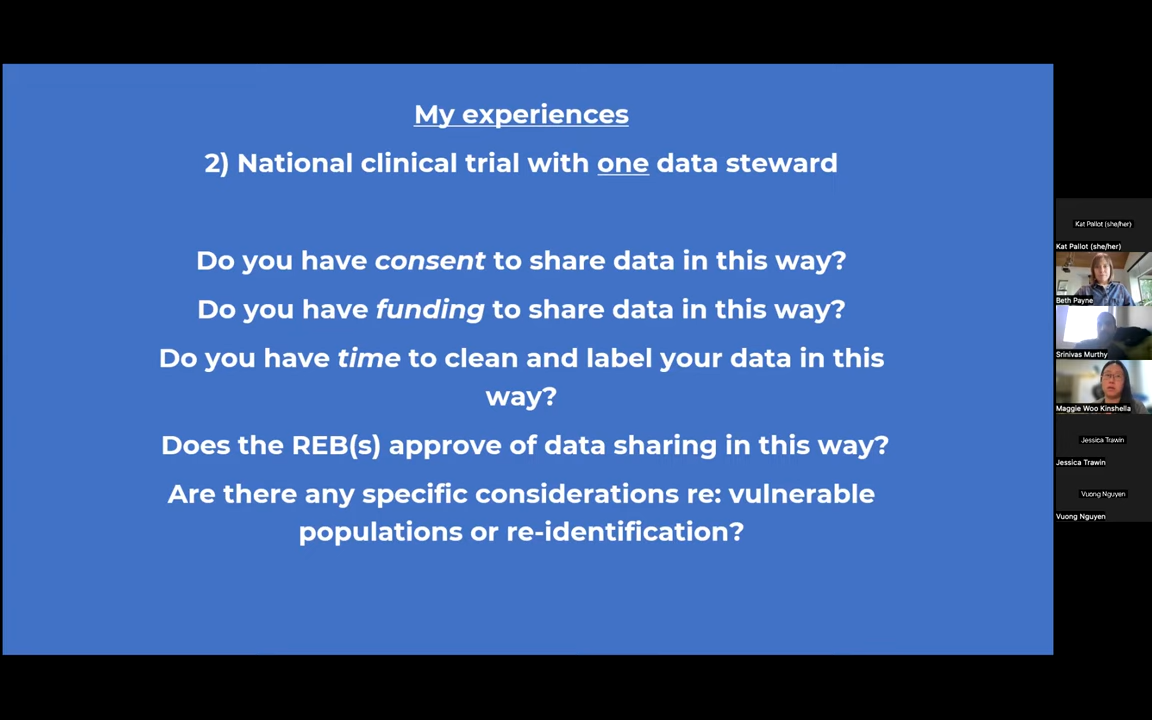 My experiences
2) National clinical trial with one data steward
Do you have consent to share data in this way?
Do you have funding to share data in this way?
Do you have time to clean and label your data in this
way?
Does the REB(s) approve of data sharing in this way?
Are there any specific considerations re: vulnerable
populations or re-identification?
Kat Pallot (she/her)
Kat Pallot (she/her)
Beth Payne
Srinivas Murthy
Maggie Woo Kinshella
Jessica Trawin
Jessica Trawin
Vuong Nguyen
Vuong Nguyen